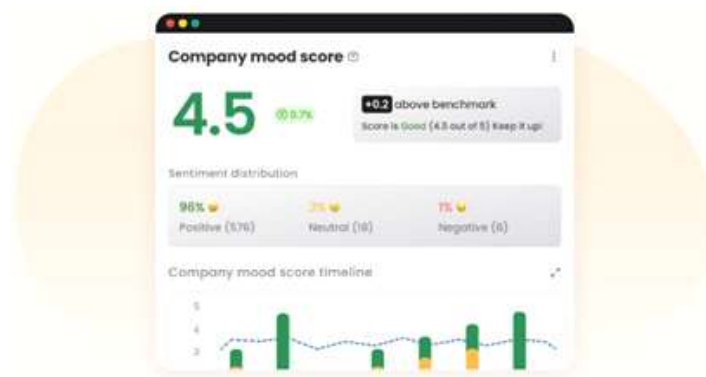 Company mood score
4.5
0.7%
+0.2 above benchmark
Score is Good (4.5 out of 5) Keep it up!
Sentiment distribution
96% 3% 1%
Positive (576) Neutral (18) Negative (6)
Company mood score timeline
5
4
3